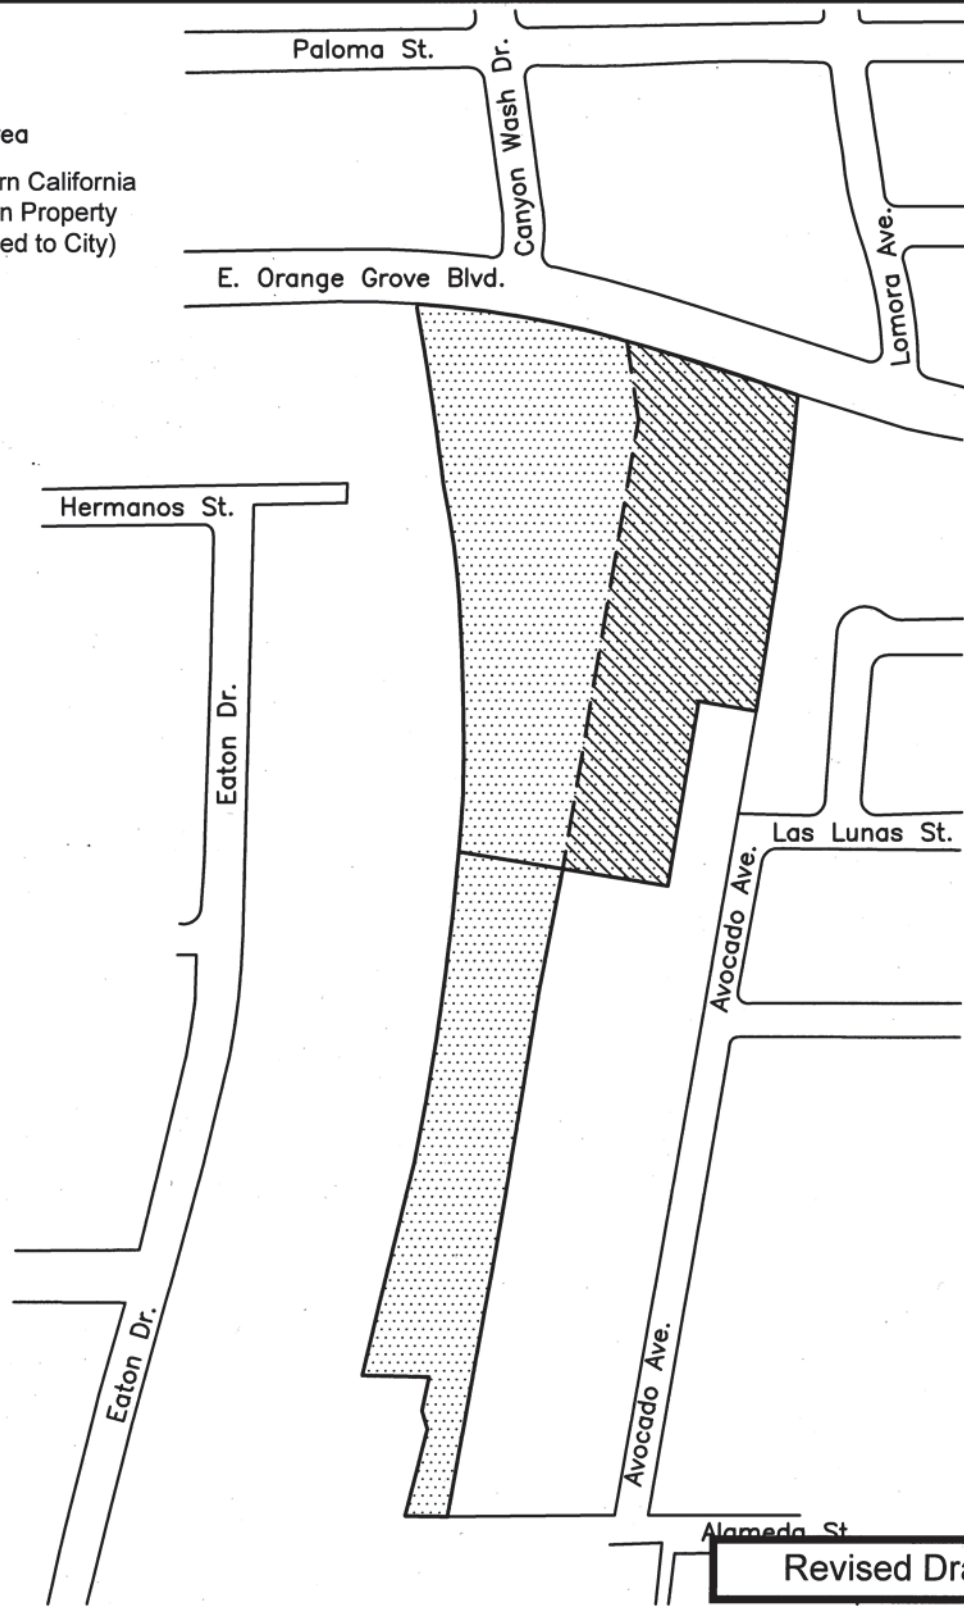 Paloma St.
Canyon Wash Dr.
ea
rn California
n Property
ed to City)
Lomora Ave.
E. Orange Grove Blvd.
Hermanos St.
Eaton Dr.
Las Lunas St.
Avocado Ave.
Eaton Dr.
Avocado Ave.
Alameda St
Revised Dra